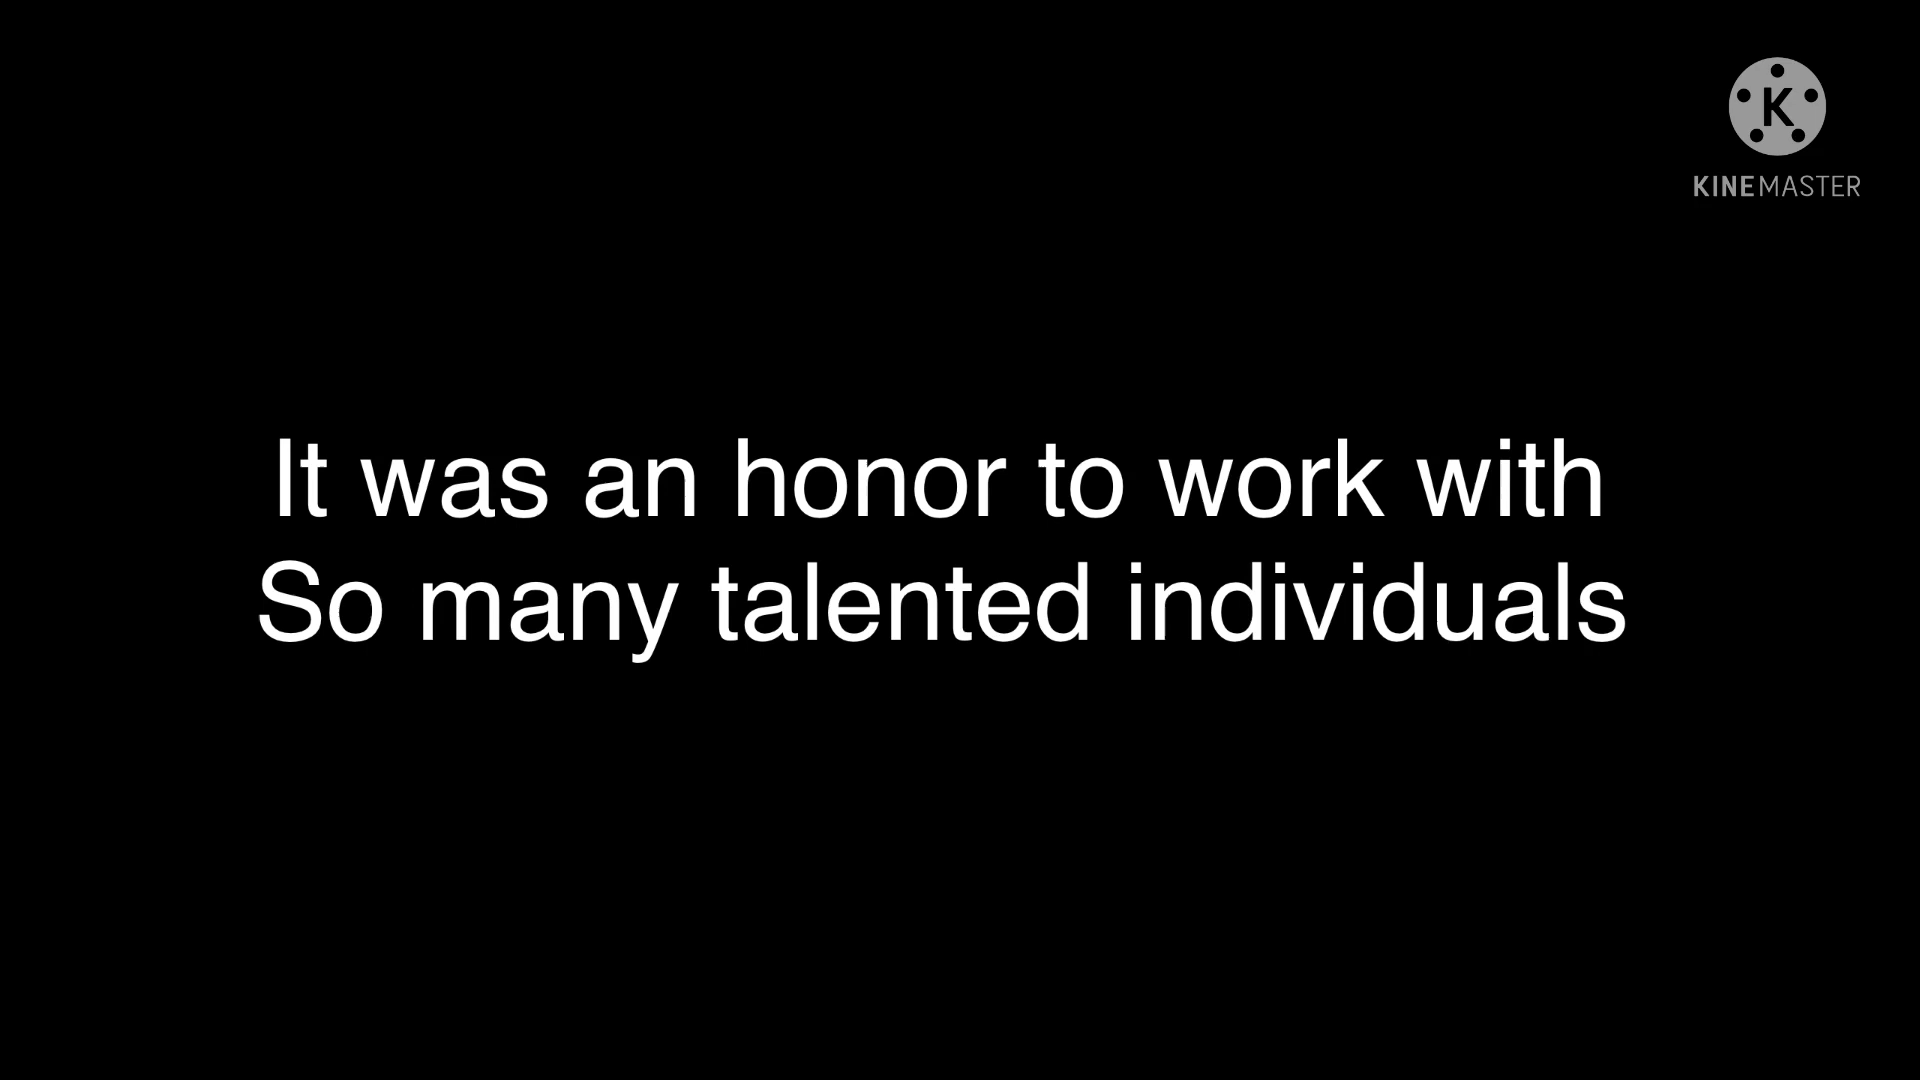 K
KINEMASTER
It was an honor to work with
So many talented individuals